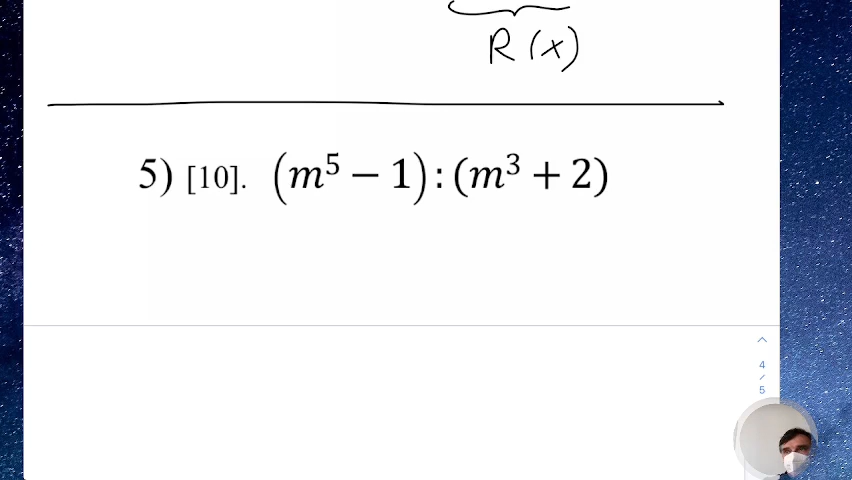 R(x)
5) [10]. (m⁵ − 1) : (m³ + 2)
4
/
5